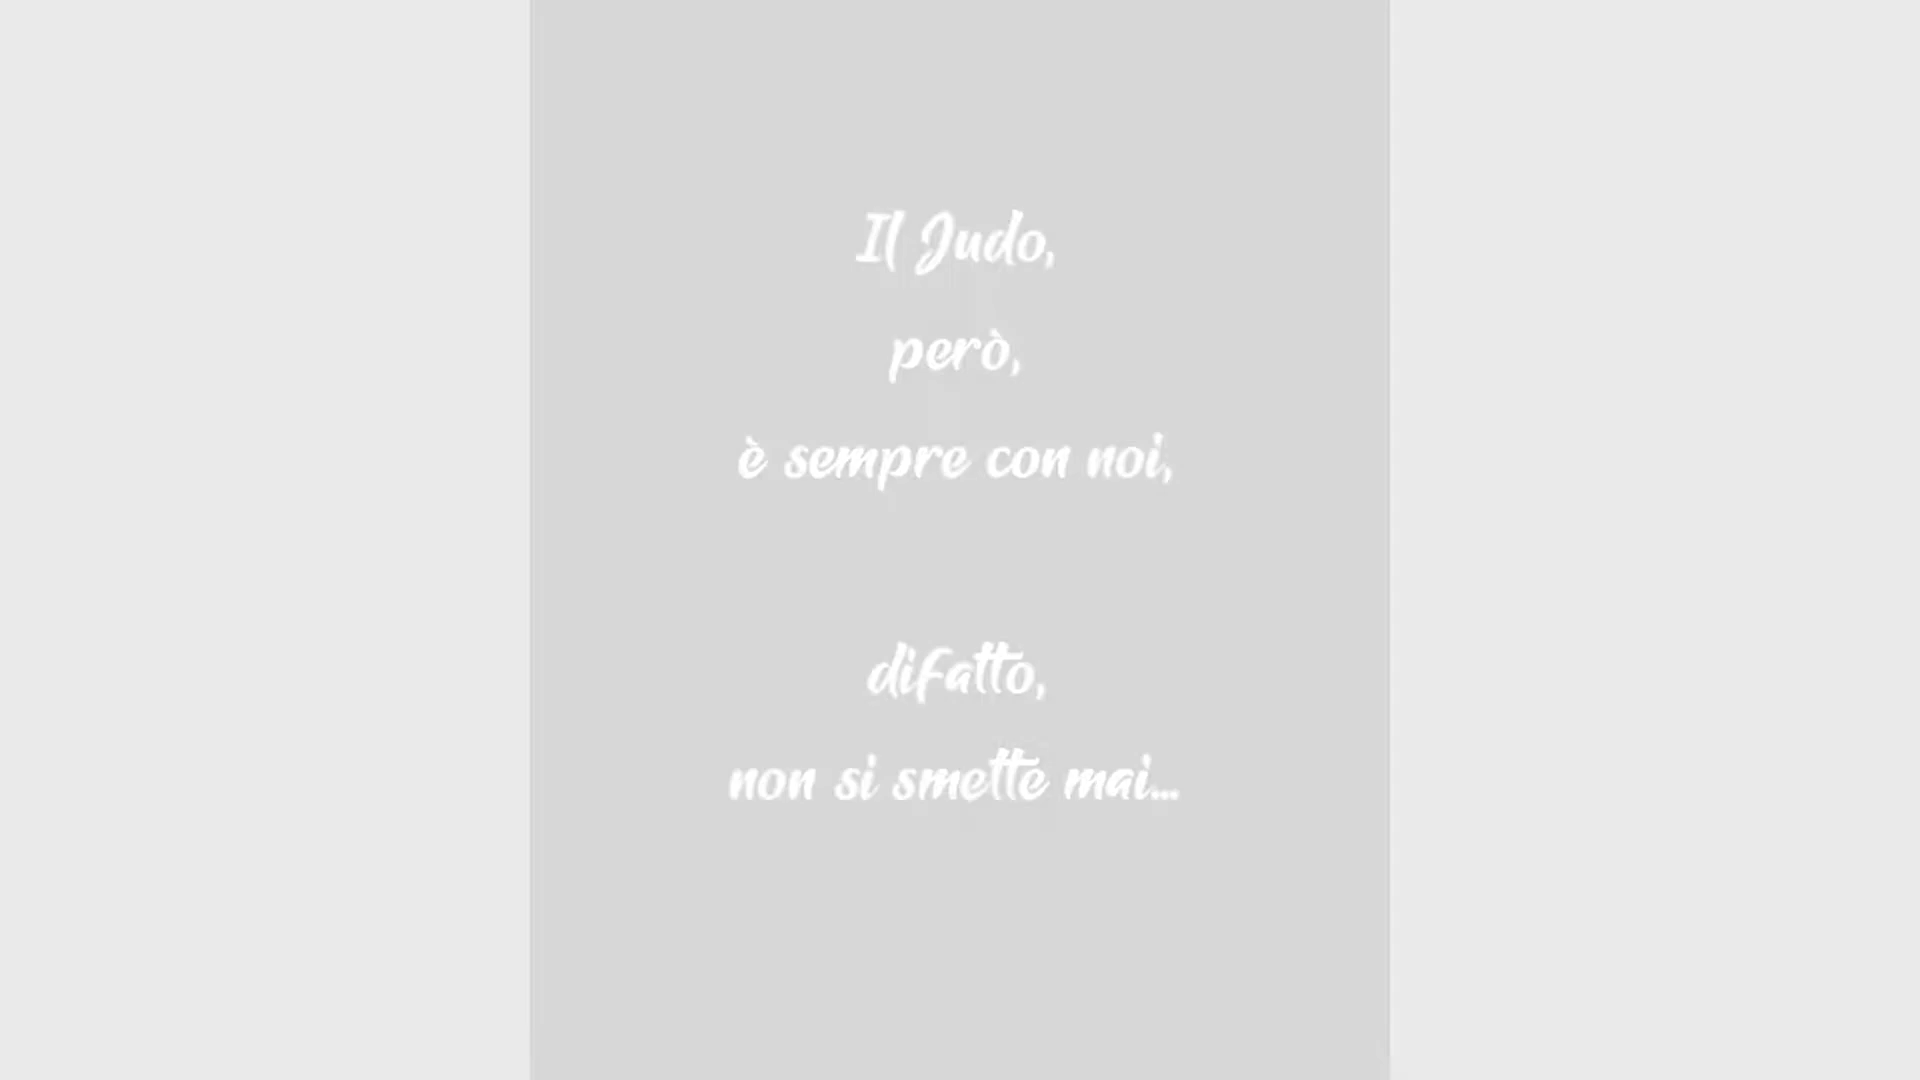 Il Judo,
però,
è sempre con noi,
difatto,
non si smette mai...